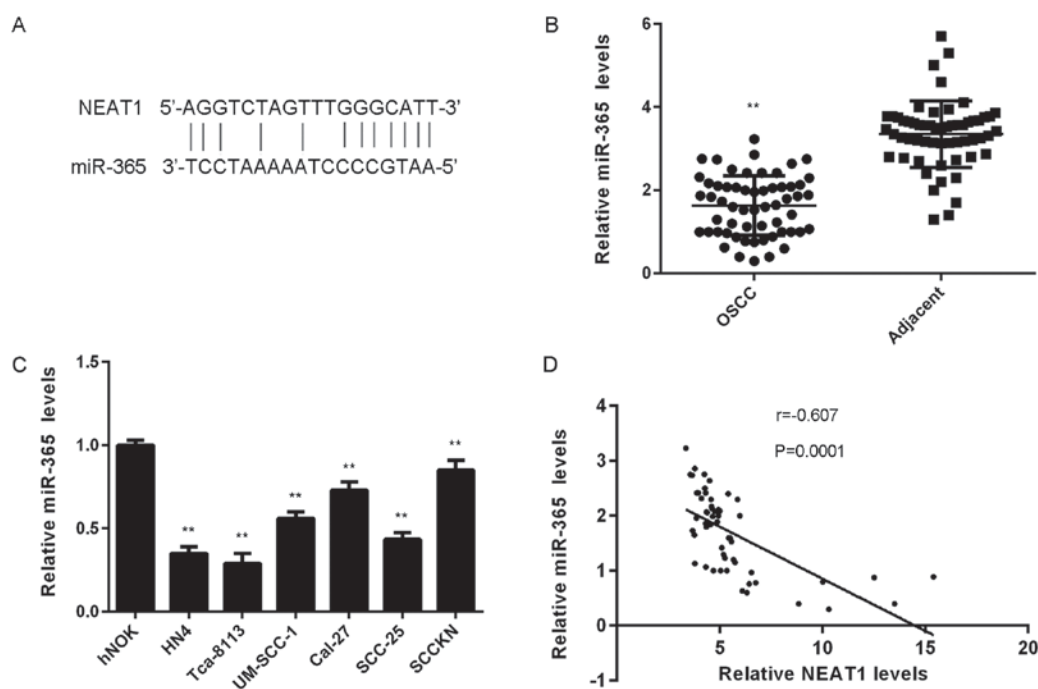 A
NEAT1 5'-AGGTCTAGTTTGGGCATT-3'
miR-365 3'-TCCTAAAAATCCCCGTAA-5'
B
Relative miR-365 levels
6
4
2
0
**
OSCC
Adjacent
C
Relative miR-365 levels
1.5
1.0
0.5
0.0
**
**
**
**
**
**
hNOK
HN4
Tca-8113
UM-SCC-1
Cal-27
SCC-25
SCCKN
D
Relative miR-365 levels
4
3
2
1
0
-1
r=-0.607
P=0.0001
5
10
15
20
Relative NEAT1 levels